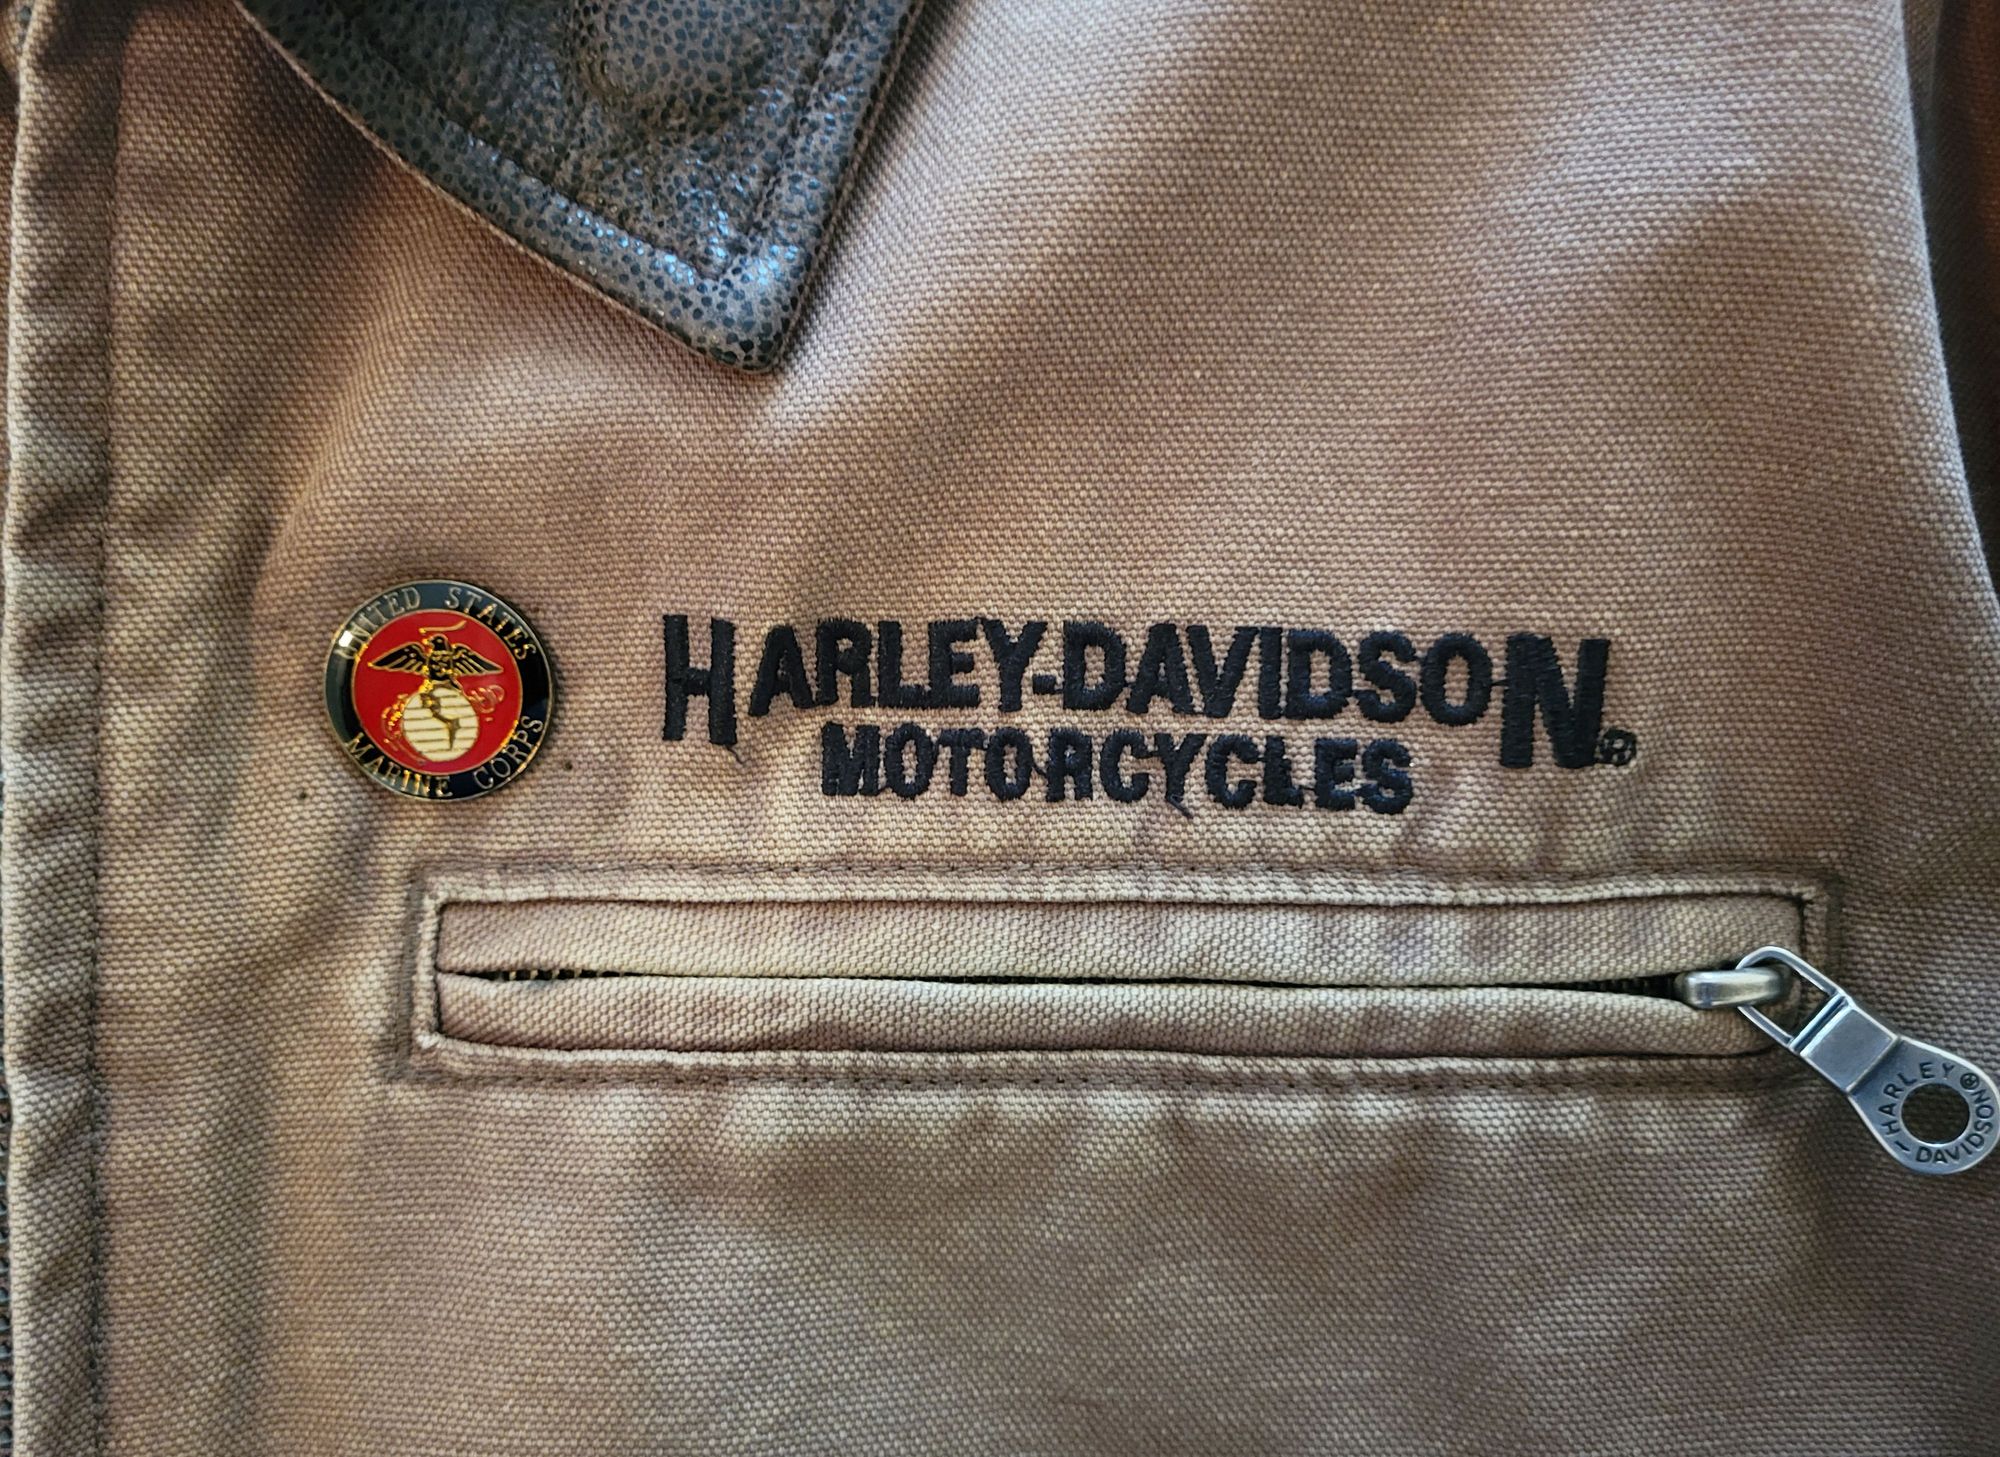 UNITED STATES
MARINE CORPS
HARLEY-DAVIDSON®
MOTORCYCLES
HARLEY-DAVIDSON®